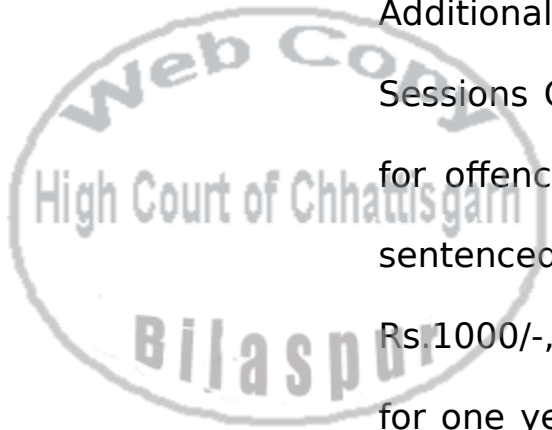 Additional
Web Copy
Sessions
for offenc
High Court of Chhattisgarh
sentenced
Rs.1000/-,
Bilaspur
for one ye